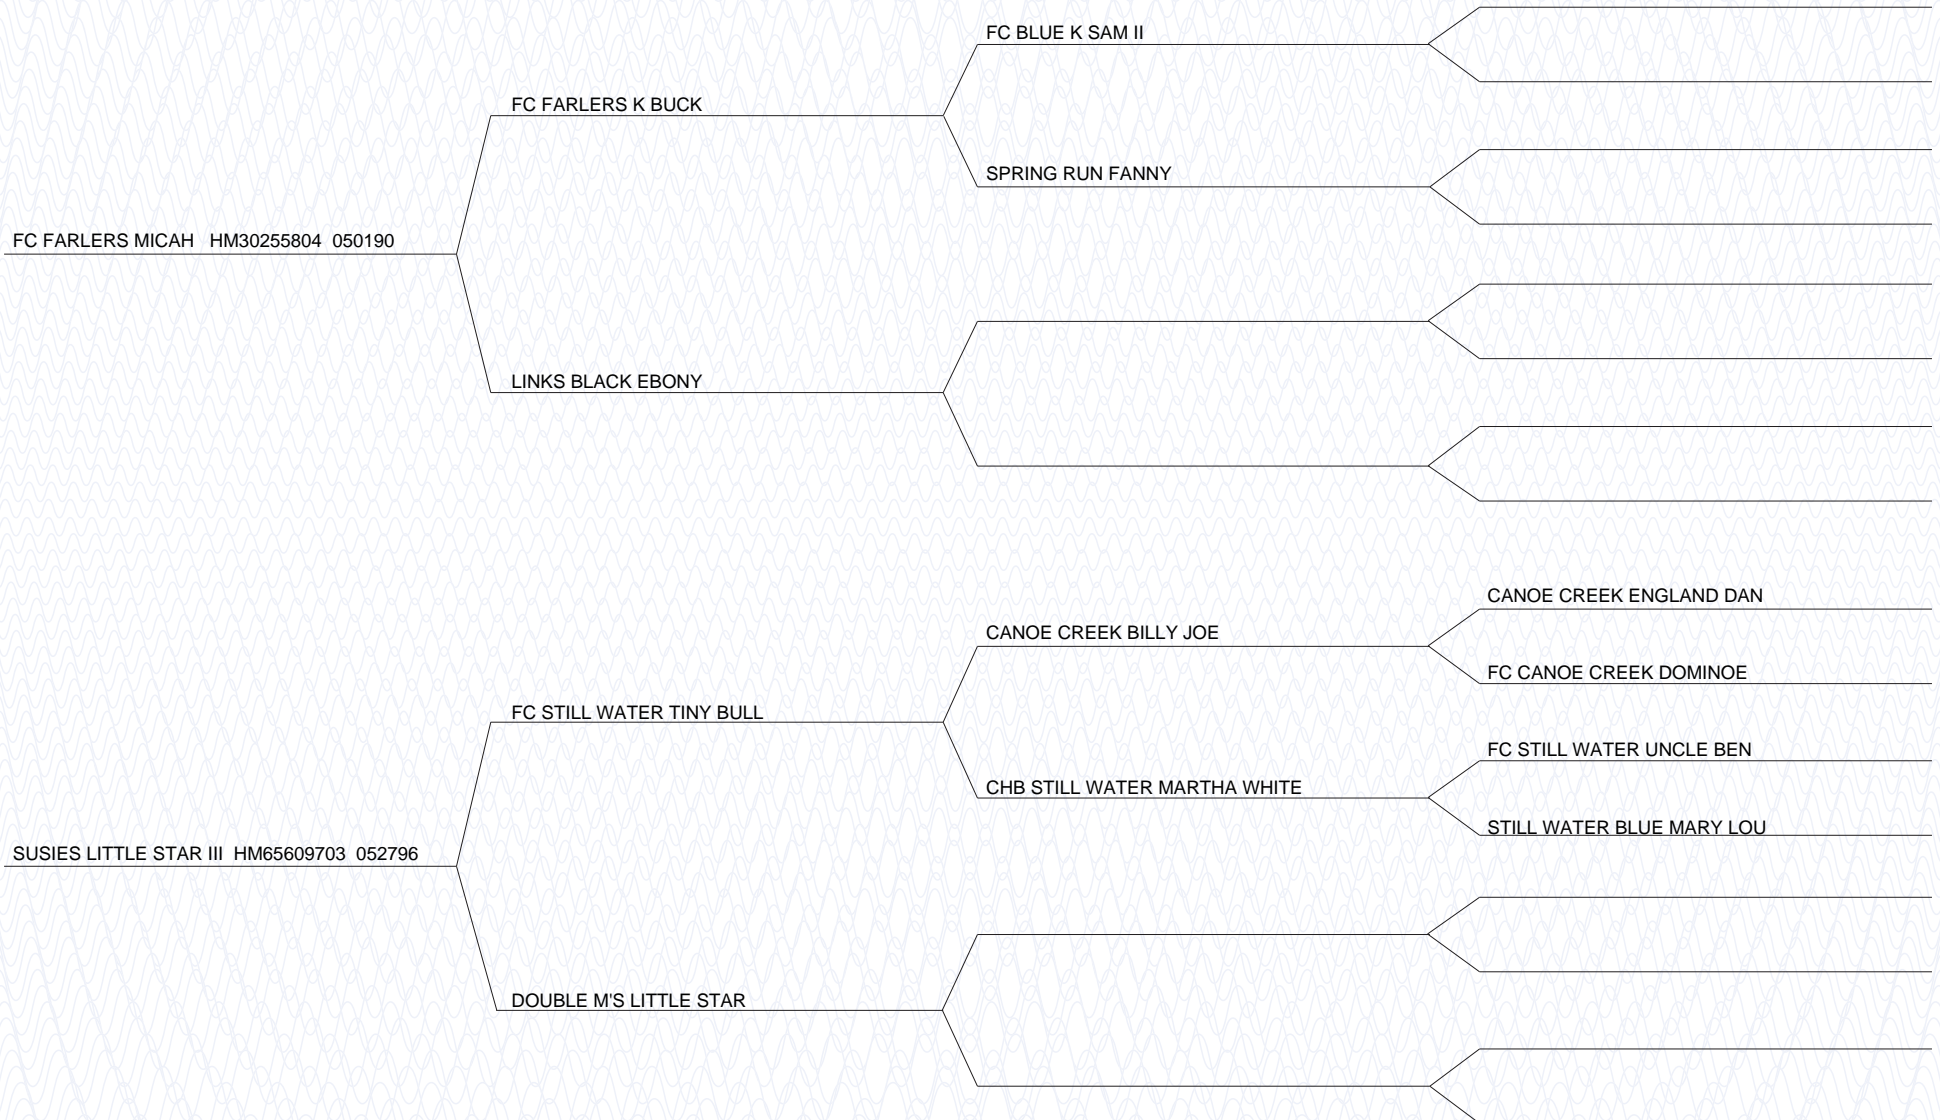 FC BLUE K SAM II
FC FARLERS K BUCK
SPRING RUN FANNY
FC FARLERS MICAH HM30255804 050190
LINKS BLACK EBONY
CANOE CREEK ENGLAND DAN
CANOE CREEK BILLY JOE
FC CANOE CREEK DOMINOE
FC STILL WATER TINY BULL
FC STILL WATER UNCLE BEN
CHB STILL WATER MARTHA WHITE
STILL WATER BLUE MARY LOU
SUSIES LITTLE STAR III HM65609703 052796
DOUBLE M'S LITTLE STAR